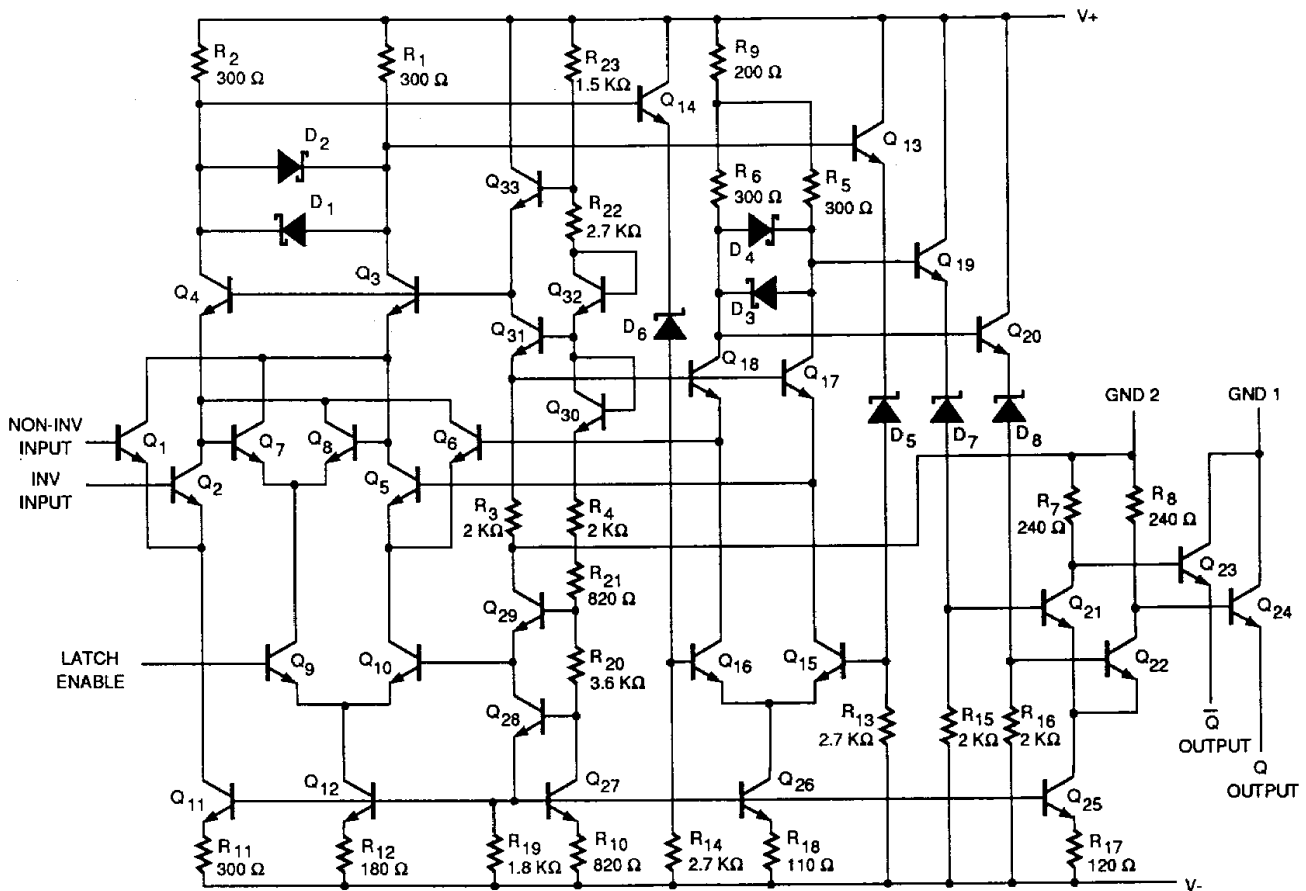 V+
R2
300 Ω
R1
300 Ω
R23
1.5 KΩ
Q14
R9
200 Ω
D2
D1
Q13
Q33
R22
2.7 KΩ
R6
300 Ω
R5
300 Ω
D4
D3
Q19
Q4
Q3
Q32
Q31
D6
Q20
Q18
Q17
Q30
NON-INV
INPUT
Q1
Q7
Q8
Q6
D5
D7
D8
GND 2
GND 1
INV
INPUT
Q2
Q5
R3
2 KΩ
R4
2 KΩ
R7
240 Ω
R8
240 Ω
R21
820 Ω
Q23
Q29
Q21
Q24
LATCH
ENABLE
Q9
Q10
R20
3.6 KΩ
Q16
Q15
Q22
Q28
R13
2.7 KΩ
R15
2 KΩ
R16
2 KΩ
Q̅
OUTPUT
Q
OUTPUT
Q11
Q12
Q27
Q26
Q25
R11
300 Ω
R12
180 Ω
R19
1.8 KΩ
R10
820 Ω
R14
2.7 KΩ
R18
110 Ω
R17
120 Ω
V-